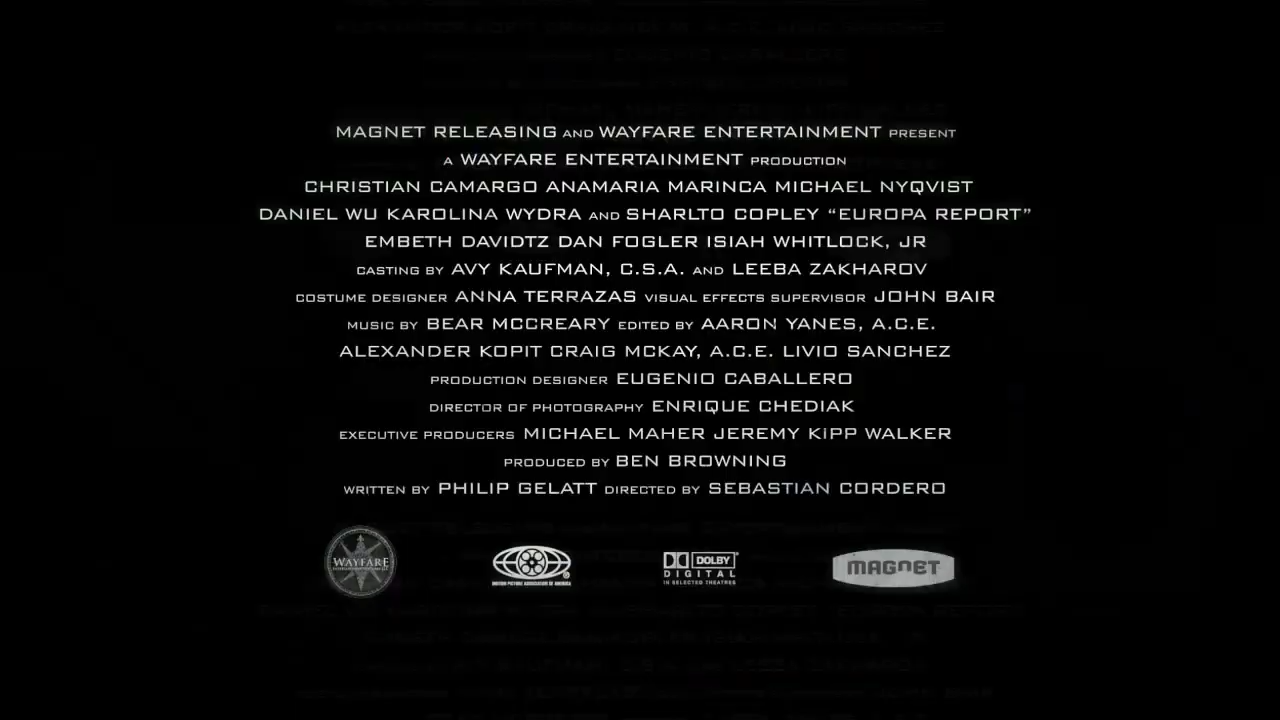 MAGNET RELEASING AND WAYFARE ENTERTAINMENT PRESENT
A WAYFARE ENTERTAINMENT PRODUCTION
CHRISTIAN CAMARGO ANAMARIA MARINCA MICHAEL NYQVIST
DANIEL WU KAROLINA WYDRA AND SHARLTO COPLEY “EUROPA REPORT”
EMBETH DAVIDTZ DAN FOGLER ISIAH WHITLOCK, JR
CASTING BY AVY KAUFMAN, C.S.A. AND LEEBA ZAKHAROV
COSTUME DESIGNER ANNA TERRAZAS VISUAL EFFECTS SUPERVISOR JOHN BAIR
MUSIC BY BEAR MCCREARY EDITED BY AARON YANES, A.C.E.
ALEXANDER KOPIT CRAIG MCKAY, A.C.E. LIVIO SANCHEZ
PRODUCTION DESIGNER EUGENIO CABALLERO
DIRECTOR OF PHOTOGRAPHY ENRIQUE CHEDIAK
EXECUTIVE PRODUCERS MICHAEL MAHER JEREMY KiPP WALKER
PRODUCED BY BEN BROWNING
WRITTEN BY PHILIP GELATT DIRECTED BY SEBASTIAN CORDERO
WAYFARE
MOTION PICTURE ASSOCIATION OF AMERICA ®
DOLBY
DIGITAL
IN SELECTED THEATRES
MAGNET